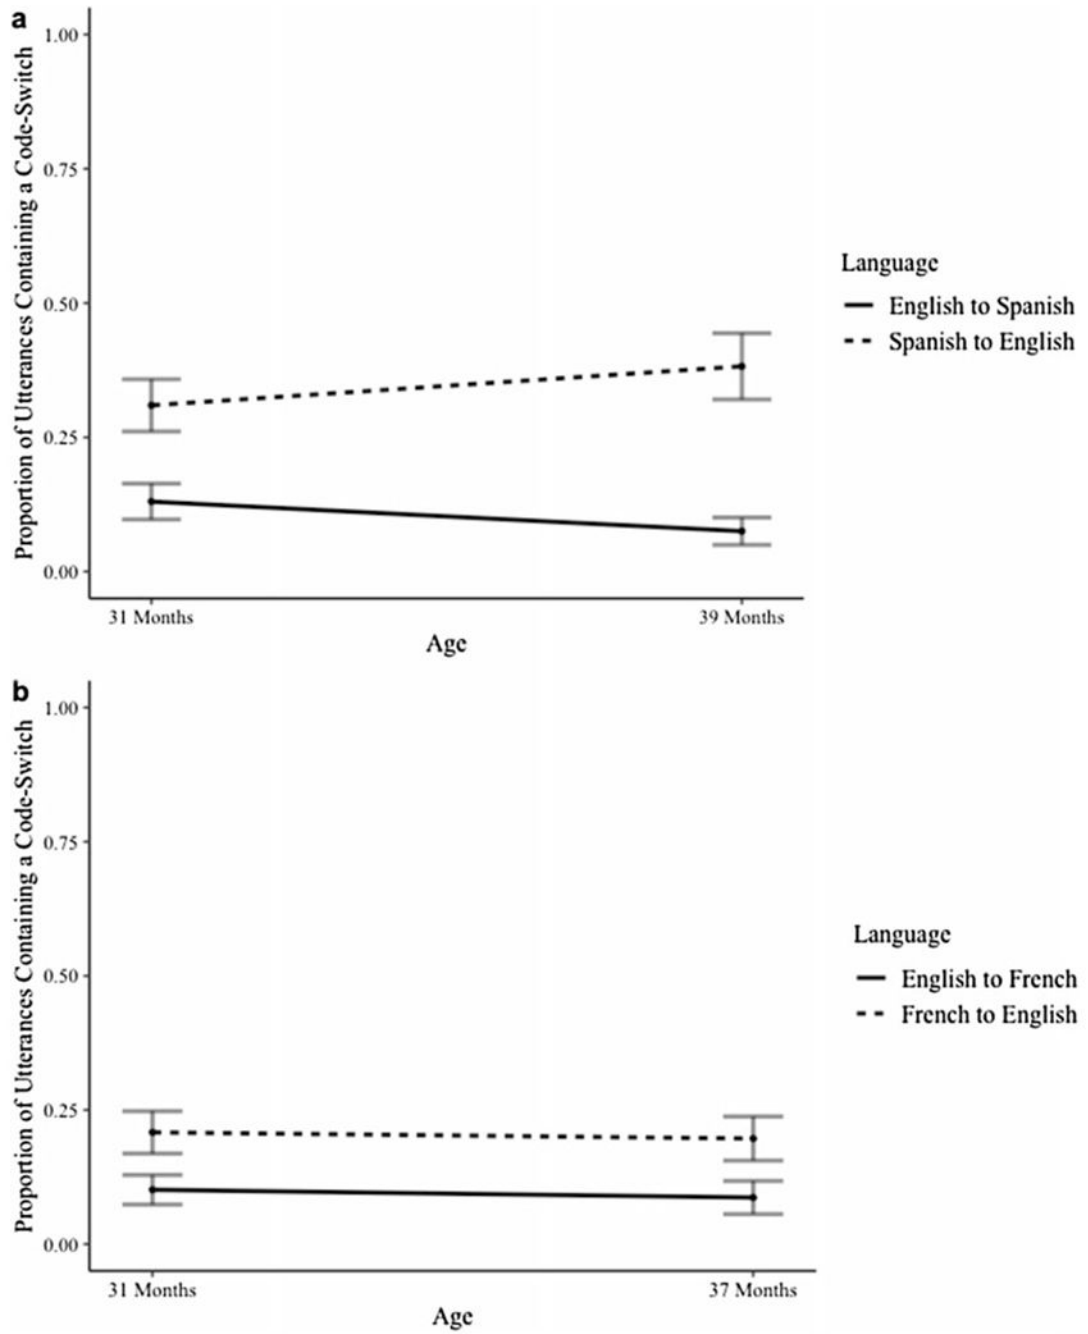 a
Proportion of Utterances Containing a Code-Switch
1.00
0.75
0.50
0.25
0.00
31 Months
39 Months
Age
Language
English to Spanish
Spanish to English
b
Proportion of Utterances Containing a Code-Switch
1.00
0.75
0.50
0.25
0.00
31 Months
37 Months
Age
Language
English to French
French to English